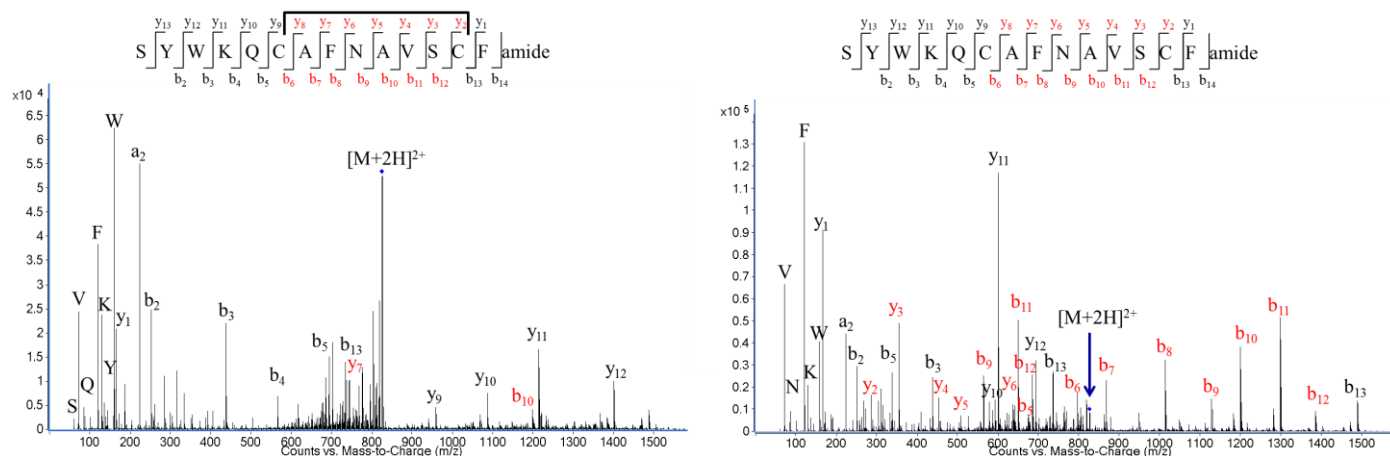 y13 y12 y11 y10 y9 y8 y7 y6 y5 y4 y3 y2 y1
S Y W K Q C A F N A V S C F amide
b2 b3 b4 b5 b6 b7 b8 b9 b10 b11 b12 b13 b14
x10 4
6.5
6
5.5
5
4.5
4
3.5
3
2.5
2
1.5
1
0.5
0
S
V
Q
F
K
Y
W
y1
a2
b2
b3
b4
b5
b13
y7
[M+2H]2+
y9
y10
b10
y11
y12
100 200 300 400 500 600 700 800 900 1000 1100 1200 1300 1400 1500
Counts vs. Mass-to-Charge (m/z)
y13 y12 y11 y10 y9 y8 y7 y6 y5 y4 y3 y2 y1
S Y W K Q C A F N A V S C F amide
b2 b3 b4 b5 b6 b7 b8 b9 b10 b11 b12 b13 b14
x10 5
1.3
1.2
1.1
1
0.9
0.8
0.7
0.6
0.5
0.4
0.3
0.2
0.1
0
V
N
F
K
W
y1
a2
b2
y2
b5
y3
b3
y4
y5
b9
y10
y11
y6
b11
b12
b5
y12
b13
b6
[M+2H]2+
b7
b8
b9
b10
b11
b12
b13
100 200 300 400 500 600 700 800 900 1000 1100 1200 1300 1400 1500
Counts vs. Mass-to-Charge (m/z)